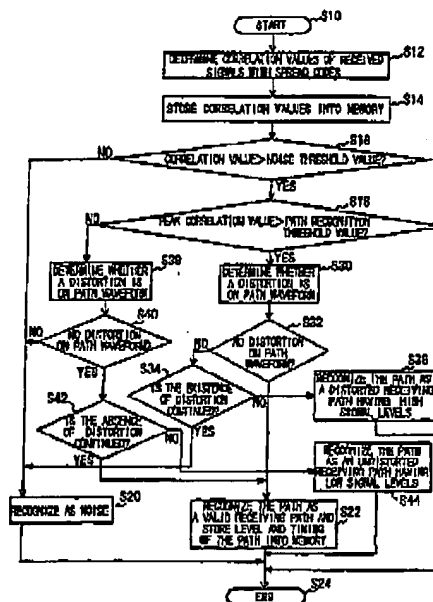 START
S10
DETERMINE CORRELATION VALUES OF RECEIVED
SIGNALS WITH SPREAD CODES
S12
STORE CORRELATION VALUES INTO MEMORY
S14
CORRELATION VALUE>NOISE THRESHOLD VALUE?
NO
YES
PEAK CORRELATION VALUE>PATH RECOGNITION
THRESHOLD VALUE?
S18
NO
YES
DETERMINE WHETHER
A DISTORTION IS
ON PATH WAVEFORM
DETERMINE WHETHER
A DISTORTION IS
ON PATH WAVEFORM
S30
S40
NO DISTORTION
ON PATH WAVEFORM?
NO
YES
S32
NO DISTORTION
ON PATH
WAVEFORM?
NO
S34
IS THE EXISTENCE
OF DISTORTION
CONTINUED?
NO
YES
S42
IS THE ABSENCE
OF DISTORTION
CONTINUED?
NO
YES
RECOGNIZE THE PATH AS
A DISTORTED RECEIVING
PATH HAVING HIGH
SIGNAL LEVELS
RECOGNIZE THE PATH
AS AN UNDISTORTED
RECEIVING PATH HAVING
LOW SIGNAL LEVELS
S44
S20
RECOGNIZE AS NOISE
S22
RECOGNIZE THE PATH AS
A VALID RECEIVING PATH AND
STORE LEVEL AND TIMING
OF THE PATH INTO MEMORY
S24
END